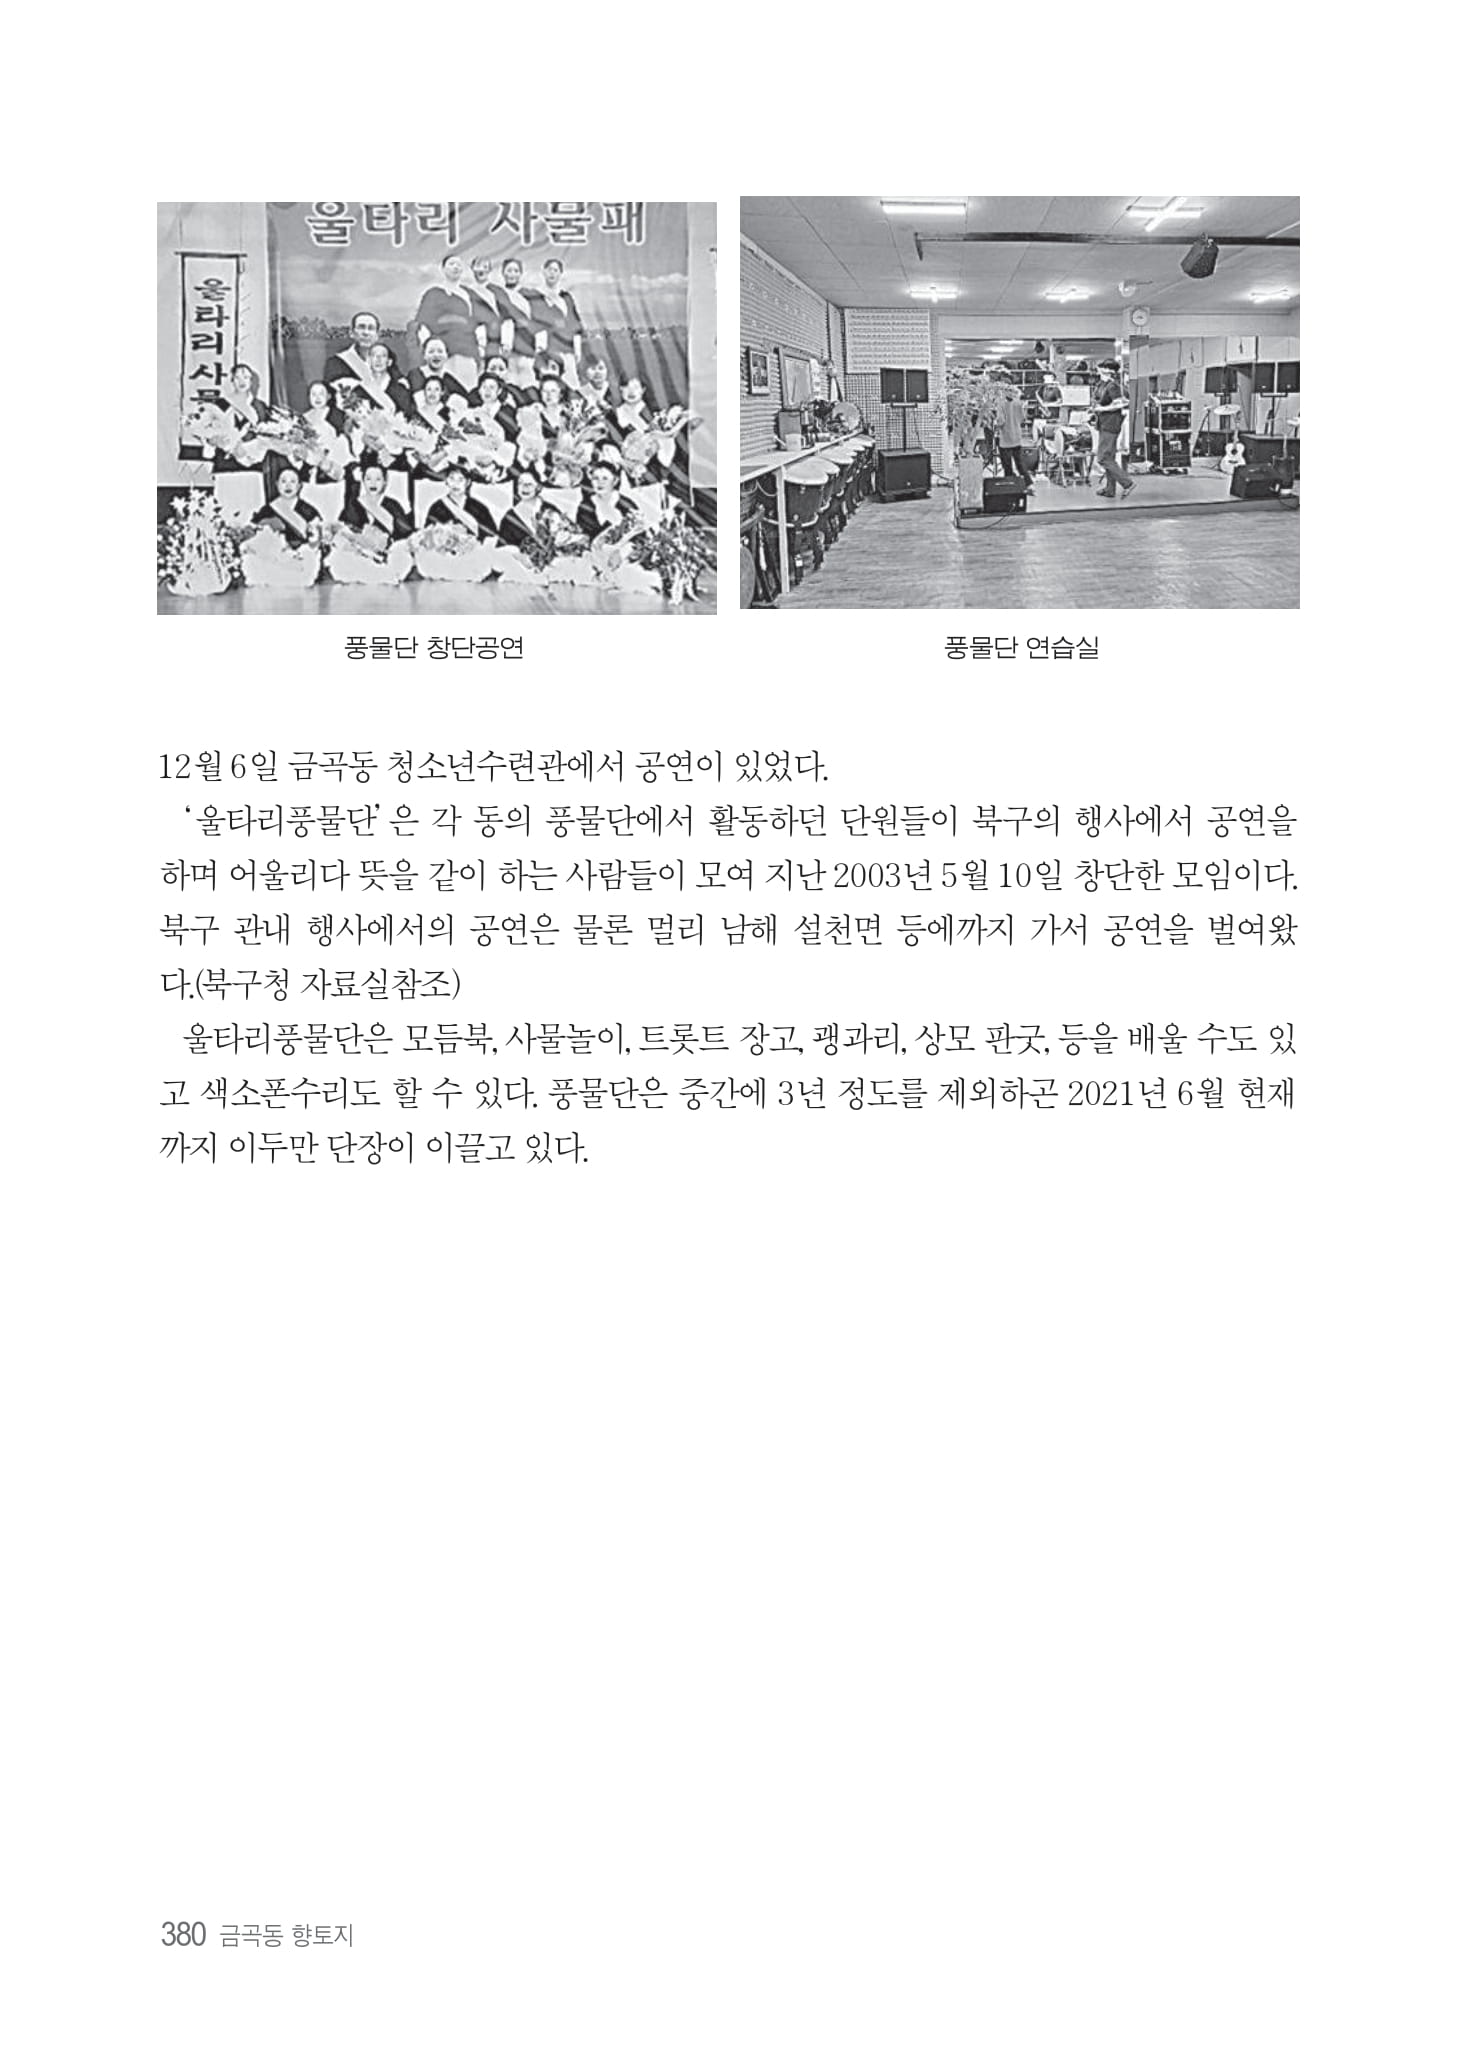 울타리 사물패
울타리사물
풍물단 창단공연
풍물단 연습실
12월 6일 금곡동 청소년수련관에서 공연이 있었다.
‘울타리풍물단’은 각 동의 풍물단에서 활동하던 단원들이 북구의 행사에서 공연을
하며 어울리다 뜻을 같이 하는 사람들이 모여 지난 2003년 5월 10일 창단한 모임이다.
북구 관내 행사에서의 공연은 물론 멀리 남해 설천면 등에까지 가서 공연을 벌여왔
다.(북구청 자료실참조)
울타리풍물단은 모듬북, 사물놀이, 트롯트 장고, 괭과리, 상모 판굿, 등을 배울 수도 있
고 색소폰수리도 할 수 있다. 풍물단은 중간에 3년 정도를 제외하곤 2021년 6월 현재
까지 이두만 단장이 이끌고 있다.
380 금곡동 향토지